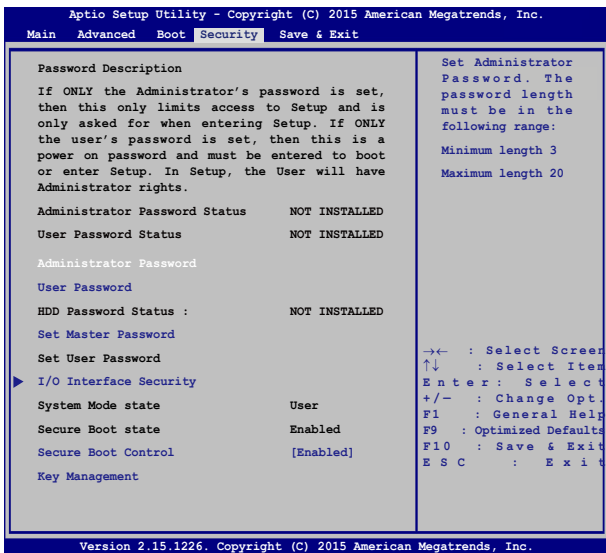 Aptio Setup Utility - Copyright (C) 2015 American Megatrends, Inc.
Main Advanced Boot Security Save & Exit
Password Description
If ONLY the Administrator's password is set,
then this only limits access to Setup and is
only asked for when entering Setup. If ONLY
the user's password is set, then this is a
power on password and must be entered to boot
or enter Setup. In Setup, the User will have
Administrator rights.
Administrator Password Status NOT INSTALLED
User Password Status NOT INSTALLED
Administrator Password
User Password
HDD Password Status : NOT INSTALLED
Set Master Password
Set User Password
I/O Interface Security
System Mode state User
Secure Boot state Enabled
Secure Boot Control [Enabled]
Key Management
Set Administrator
Password. The
password length
must be in the
following range:
Minimum length 3
Maximum length 20
→← : Select Screen
↑↓ : Select Item
Enter: Select
+/− : Change Opt.
F1 : General Help
F9 : Optimized Defaults
F10 : Save & Exit
ESC : Exit
Version 2.15.1226. Copyright (C) 2015 American Megatrends, Inc.